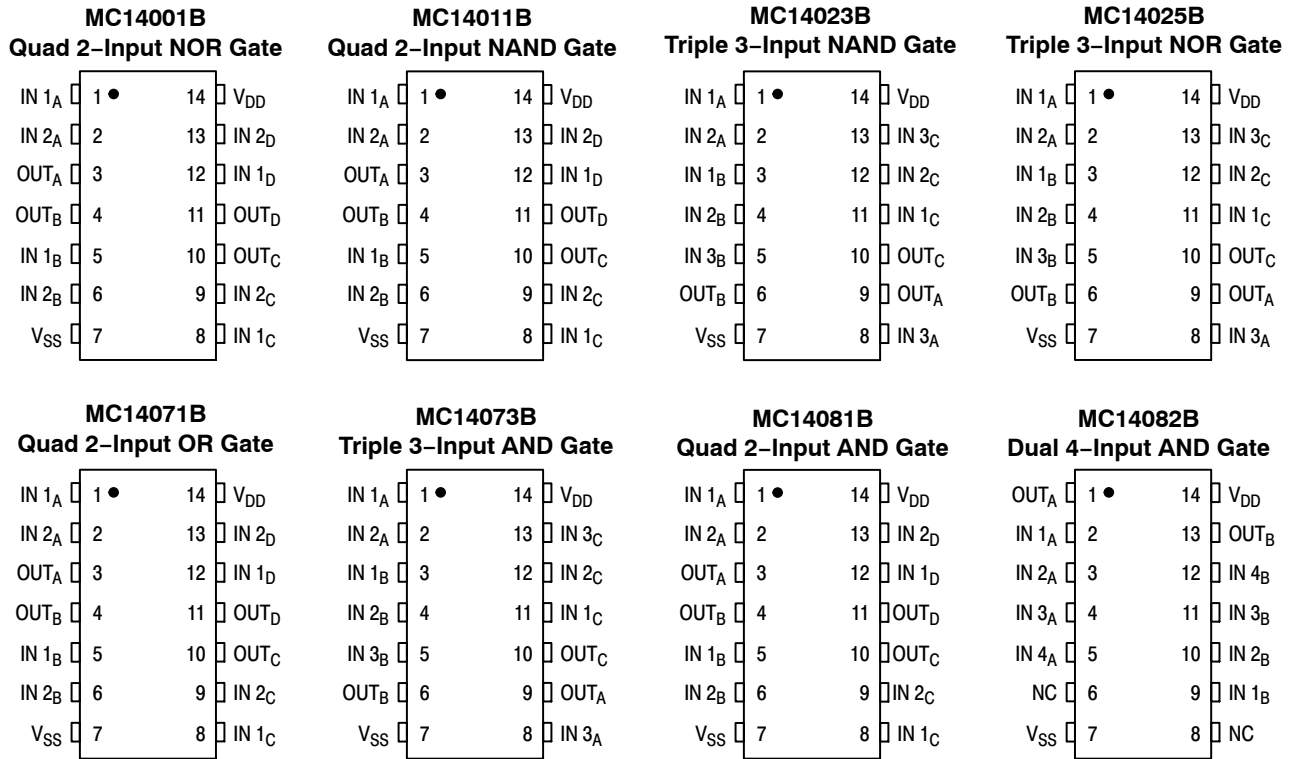 MC14001B
Quad 2–Input NOR Gate
IN 1A 1 14 VDD
IN 2A 2 13 IN 2D
OUTA 3 12 IN 1D
OUTB 4 11 OUTD
IN 1B 5 10 OUTC
IN 2B 6 9 IN 2C
VSS 7 8 IN 1C
MC14011B
Quad 2–Input NAND Gate
IN 1A 1 14 VDD
IN 2A 2 13 IN 2D
OUTA 3 12 IN 1D
OUTB 4 11 OUTD
IN 1B 5 10 OUTC
IN 2B 6 9 IN 2C
VSS 7 8 IN 1C
MC14023B
Triple 3–Input NAND Gate
IN 1A 1 14 VDD
IN 2A 2 13 IN 3C
IN 1B 3 12 IN 2C
IN 2B 4 11 IN 1C
IN 3B 5 10 OUTC
OUTB 6 9 OUTA
VSS 7 8 IN 3A
MC14025B
Triple 3–Input NOR Gate
IN 1A 1 14 VDD
IN 2A 2 13 IN 3C
IN 1B 3 12 IN 2C
IN 2B 4 11 IN 1C
IN 3B 5 10 OUTC
OUTB 6 9 OUTA
VSS 7 8 IN 3A
MC14071B
Quad 2–Input OR Gate
IN 1A 1 14 VDD
IN 2A 2 13 IN 2D
OUTA 3 12 IN 1D
OUTB 4 11 OUTD
IN 1B 5 10 OUTC
IN 2B 6 9 IN 2C
VSS 7 8 IN 1C
MC14073B
Triple 3–Input AND Gate
IN 1A 1 14 VDD
IN 2A 2 13 IN 3C
IN 1B 3 12 IN 2C
IN 2B 4 11 IN 1C
IN 3B 5 10 OUTC
OUTB 6 9 OUTA
VSS 7 8 IN 3A
MC14081B
Quad 2–Input AND Gate
IN 1A 1 14 VDD
IN 2A 2 13 IN 2D
OUTA 3 12 IN 1D
OUTB 4 11 OUTD
IN 1B 5 10 OUTC
IN 2B 6 9 IN 2C
VSS 7 8 IN 1C
MC14082B
Dual 4–Input AND Gate
OUTA 1 14 VDD
IN 1A 2 13 OUTB
IN 2A 3 12 IN 4B
IN 3A 4 11 IN 3B
IN 4A 5 10 IN 2B
NC 6 9 IN 1B
VSS 7 8 NC